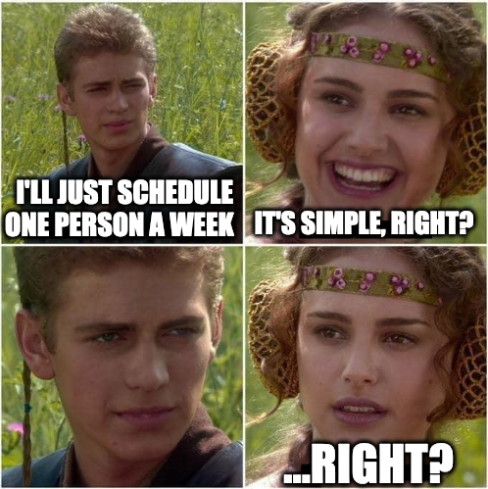 I'LL JUST SCHEDULE
ONE PERSON A WEEK
IT'S SIMPLE, RIGHT?
...RIGHT?